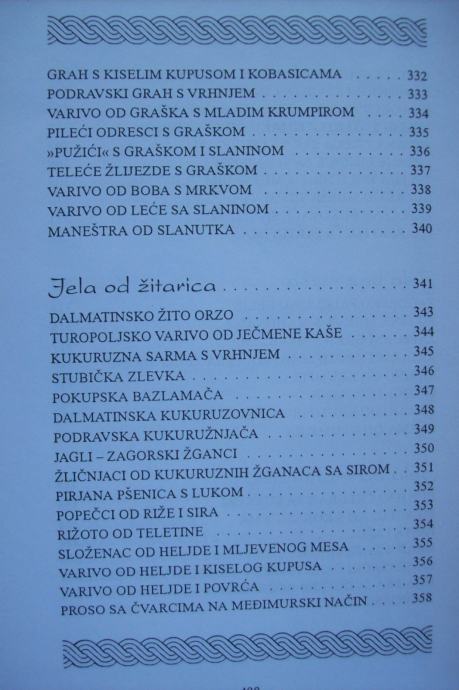 GRAH S KISELIM KUPUSOM I KOBASICAMA . . . . . 332
PODRAVSKI GRAH S VRHNJEM . . . . . . . . . . . . . 333
VARIVO OD GRAŠKA S MLADIM KRUMPIROM . . . . 334
PILEĆI ODRESCI S GRAŠKOM . . . . . . . . . . . . . . 335
»PUŽIĆI« S GRAŠKOM I SLANINOM . . . . . . . . . . 336
TELEĆE ŽLIJEZDE S GRAŠKOM . . . . . . . . . . . . . 337
VARIVO OD BOBA S MRKVOM . . . . . . . . . . . . . 338
VARIVO OD LEĆE SA SLANINOM . . . . . . . . . . . . 339
MANEŠTRA OD SLANUTKA . . . . . . . . . . . . . . . 340
Jela od žitarica . . . . . . . . . . . . . . . . . 341
DALMATINSKO ŽITO ORZO . . . . . . . . . . . . . . . 343
TUROPOLJSKO VARIVO OD JEČMENE KAŠE . . . . . . 344
KUKURUZNA SARMA S VRHNJEM . . . . . . . . . . . 345
STUBIČKA ZLEVKA . . . . . . . . . . . . . . . . . . . 346
POKUPSKA BAZLAMAČA . . . . . . . . . . . . . . . . 347
DALMATINSKA KUKURUZOVNICA . . . . . . . . . . . 348
PODRAVSKA KUKURUŽNJAČA . . . . . . . . . . . . . 349
JAGLI – ZAGORSKI ŽGANCI . . . . . . . . . . . . . . 350
ŽLIČNJACI OD KUKURUZNIH ŽGANACA SA SIROM . . 351
PIRJANA PŠENICA S LUKOM . . . . . . . . . . . . . . 352
POPEČCI OD RIŽE I SIRA . . . . . . . . . . . . . . . . 353
RIŽOTO OD TELETINE . . . . . . . . . . . . . . . . . 354
SLOŽENAC OD HELJDE I MLJEVENOG MESA . . . . . 355
VARIVO OD HELJDE I KISELOG KUPUSA . . . . . . . 356
VARIVO OD HELJDE I POVRĆA . . . . . . . . . . . . . 357
PROSO SA ČVARCIMA NA MEĐIMURSKI NAČIN . . . . 358